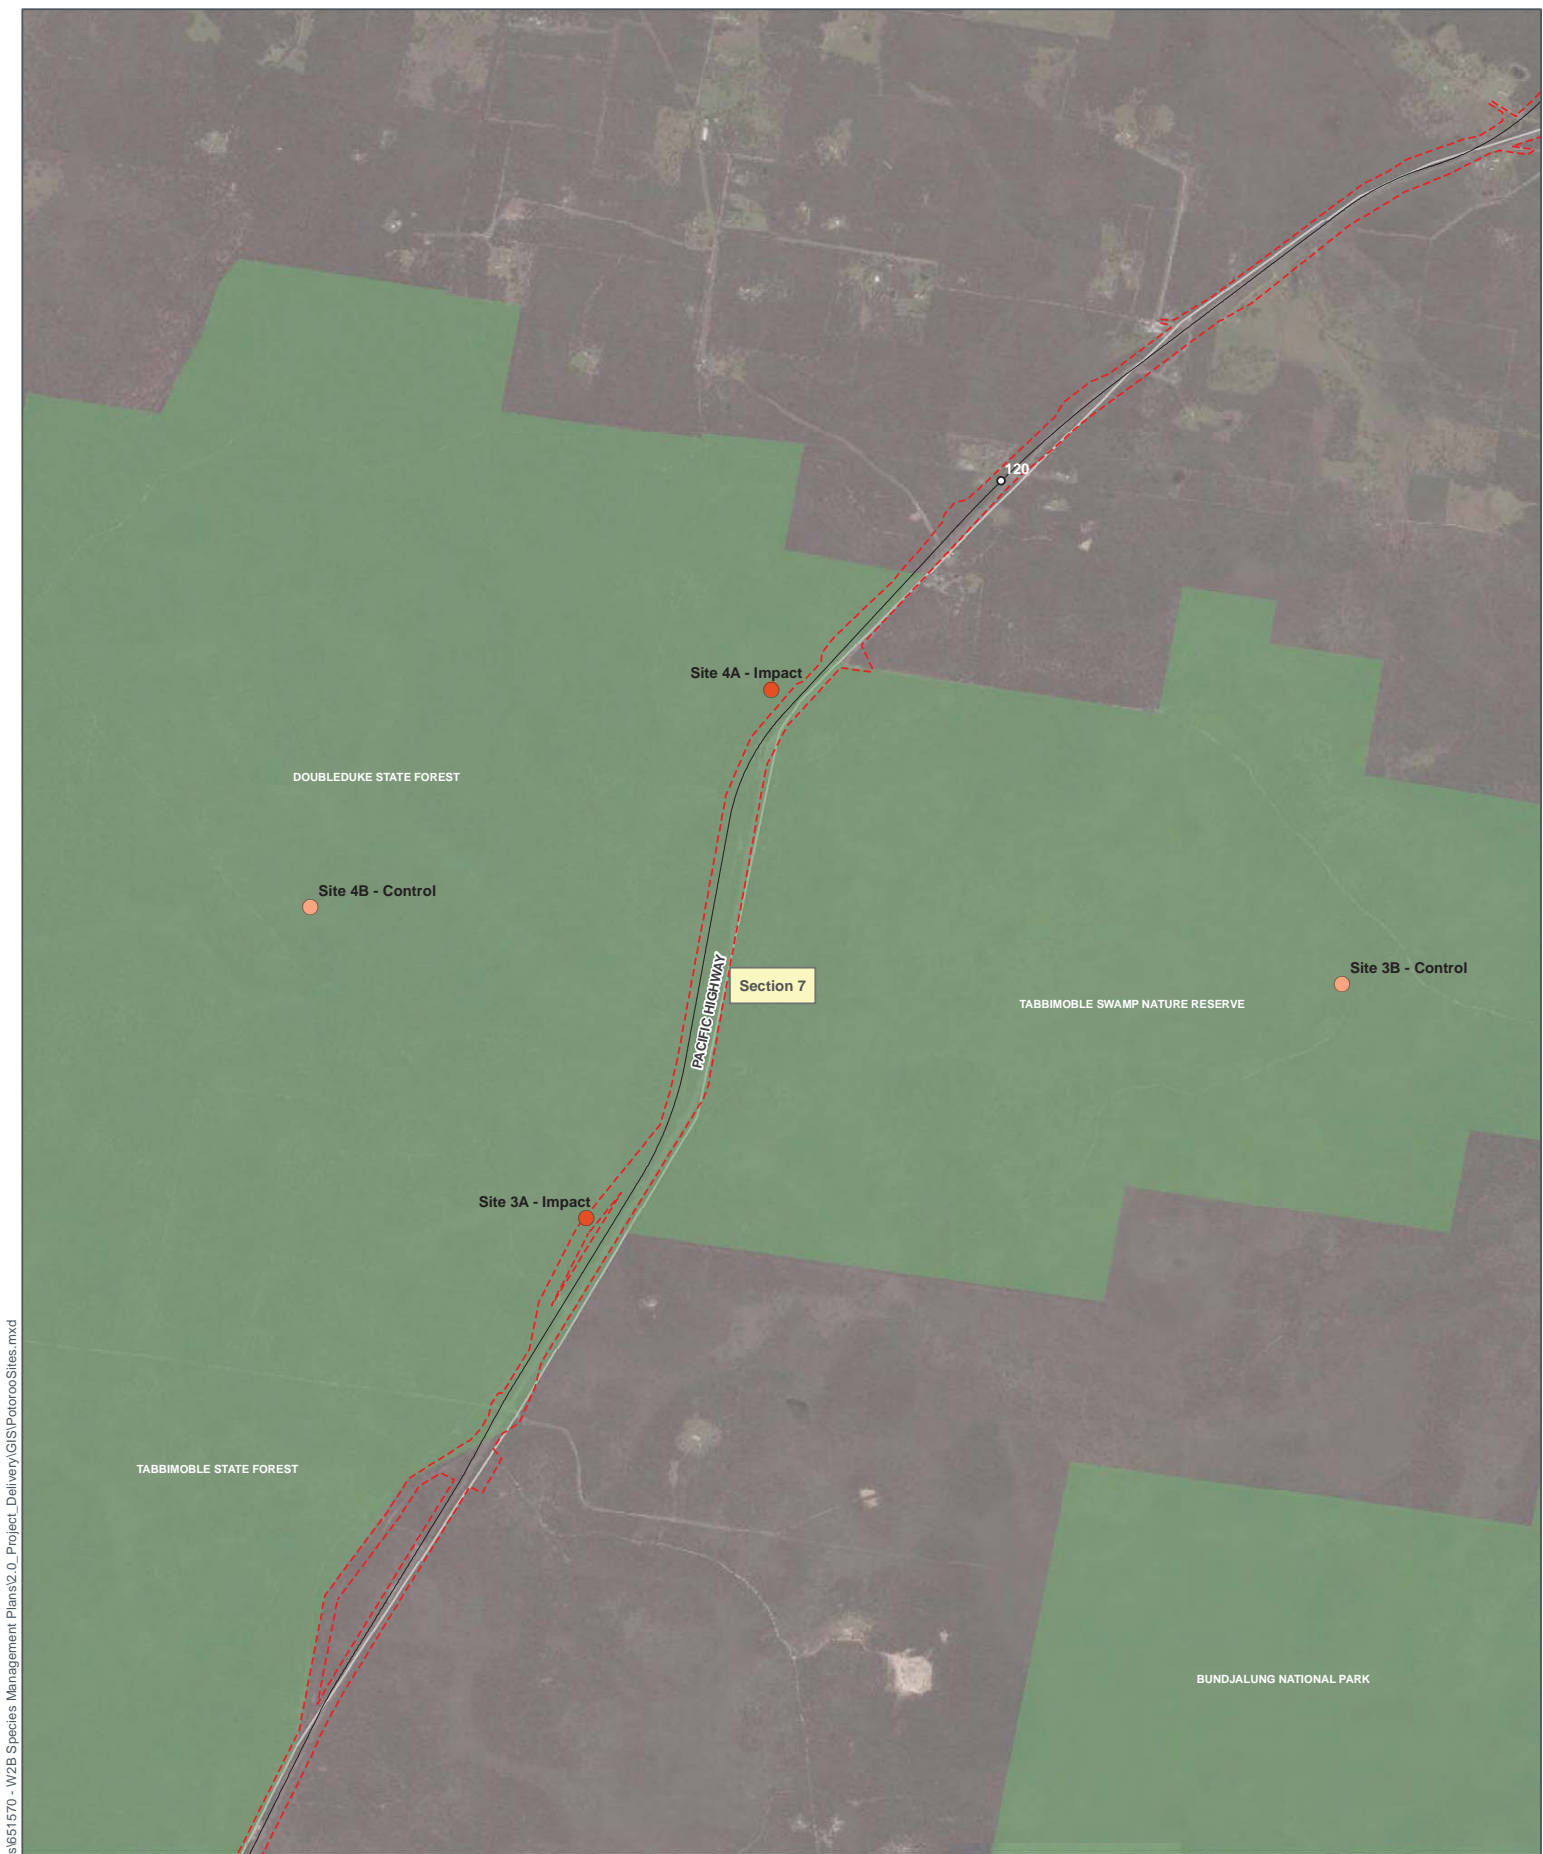 120
Site 4A - Impact
DOUBLEDUKE STATE FOREST
Site 4B - Control
Site 3B - Control
PACIFIC HIGHWAY
Section 7
TABBIMOBLE SWAMP NATURE RESERVE
Site 3A - Impact
TABBIMOBLE STATE FOREST
BUNDJALUNG NATIONAL PARK
s\651570 - W2B Species Management Plans\2.0_Project_Delivery\GIS\PotorooSites.mxd